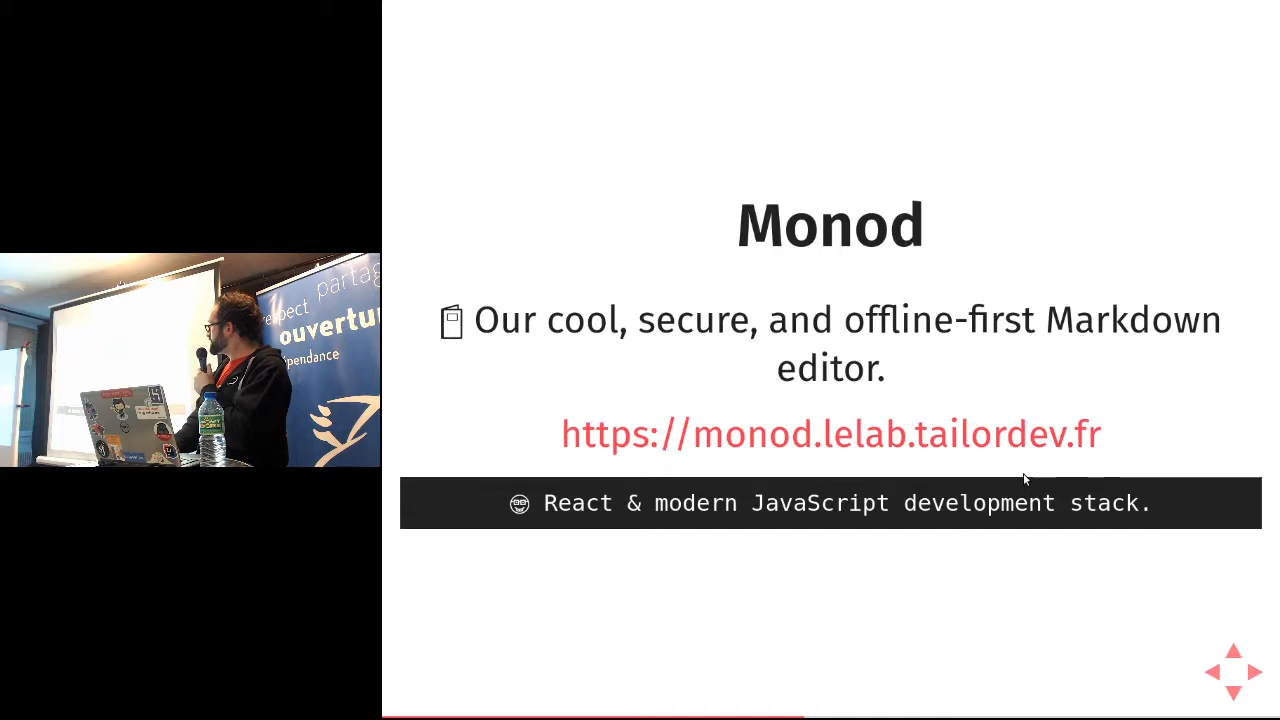 Monod
Our cool, secure, and offline-first Markdown
editor.
https://monod.lelab.tailordev.fr
React & modern JavaScript development stack.
partag
respect
ouvertu
pendance